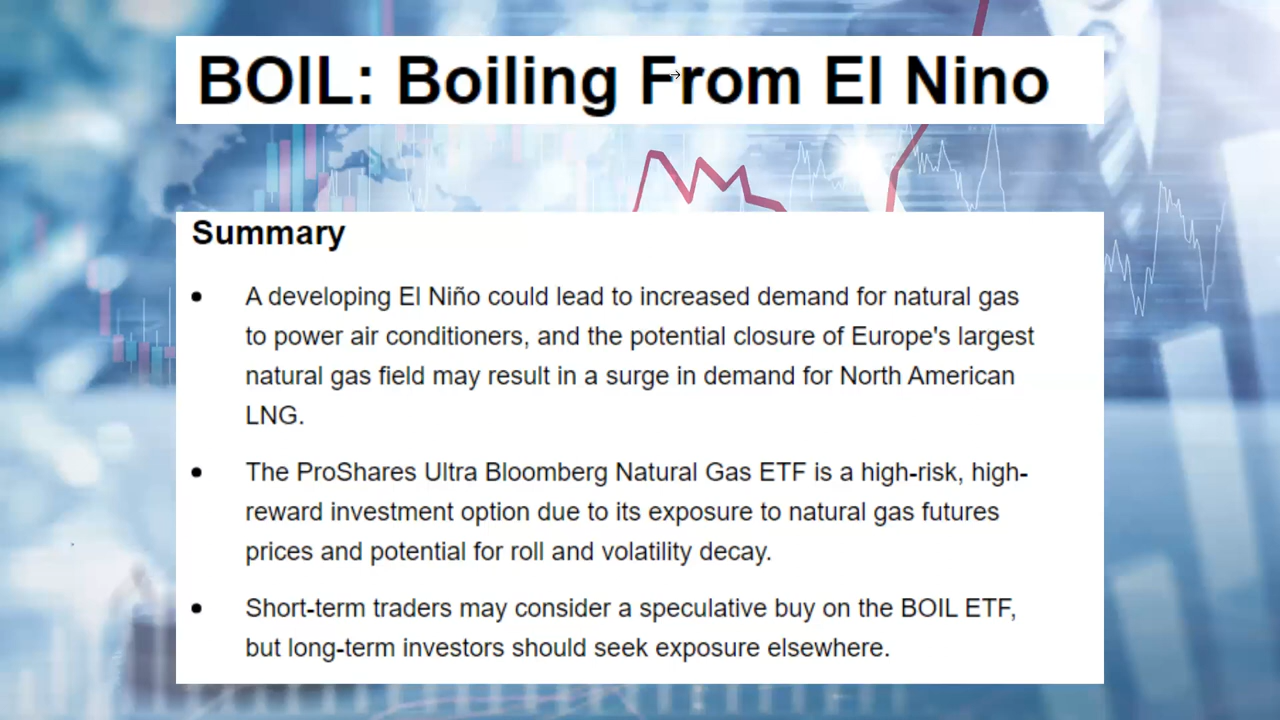 BOIL: Boiling From El Nino
Summary
• A developing El Niño could lead to increased demand for natural gas
to power air conditioners, and the potential closure of Europe's largest
natural gas field may result in a surge in demand for North American
LNG.
• The ProShares Ultra Bloomberg Natural Gas ETF is a high-risk, high-
reward investment option due to its exposure to natural gas futures
prices and potential for roll and volatility decay.
• Short-term traders may consider a speculative buy on the BOIL ETF,
but long-term investors should seek exposure elsewhere.